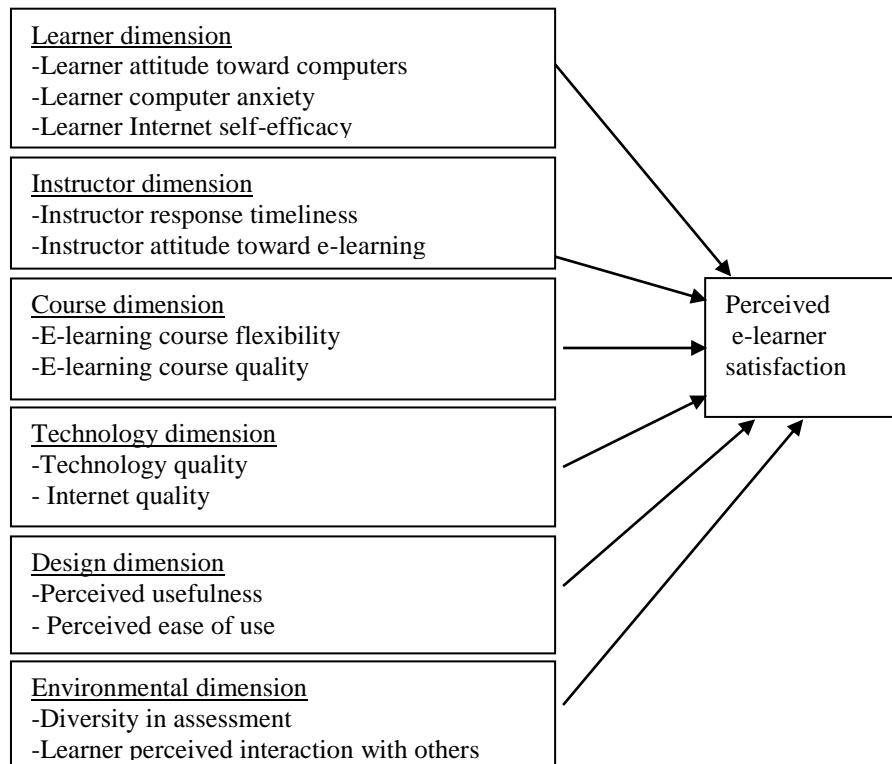 Learner dimension
-Learner attitude toward computers
-Learner computer anxiety
-Learner Internet self-efficacy
Instructor dimension
-Instructor response timeliness
-Instructor attitude toward e-learning
Course dimension
-E-learning course flexibility
-E-learning course quality
Technology dimension
-Technology quality
- Internet quality
Design dimension
-Perceived usefulness
- Perceived ease of use
Environmental dimension
-Diversity in assessment
-Learner perceived interaction with others
Perceived
e-learner
satisfaction